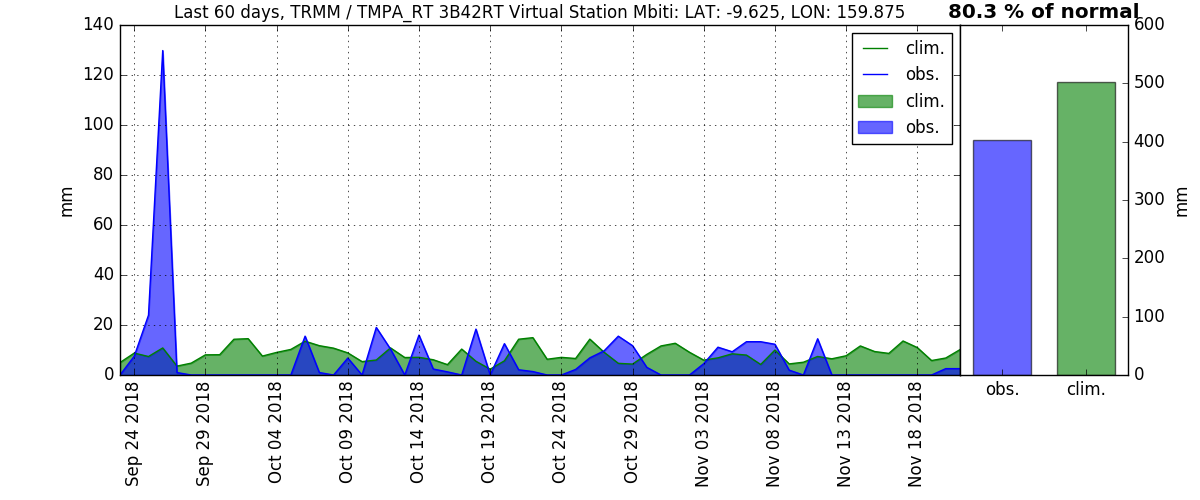 Last 60 days, TRMM / TMPA_RT 3B42RT Virtual Station Mbiti: LAT: -9.625, LON: 159.875
80.3 % of normal
140
120
100
80
60
40
20
0
mm
clim.
obs.
clim.
obs.
600
500
400
300
200
100
0
mm
obs.
clim.
Sep 24 2018
Sep 29 2018
Oct 04 2018
Oct 09 2018
Oct 14 2018
Oct 19 2018
Oct 24 2018
Oct 29 2018
Nov 03 2018
Nov 08 2018
Nov 13 2018
Nov 18 2018